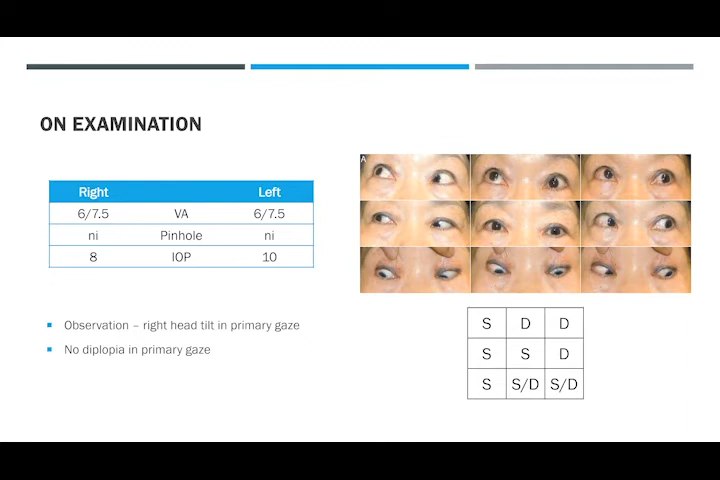 ON EXAMINATION
Right Left
6/7.5 VA 6/7.5
ni Pinhole ni
8 IOP 10
Observation – right head tilt in primary gaze
No diplopia in primary gaze
A
S D D
S S D
S S/D S/D